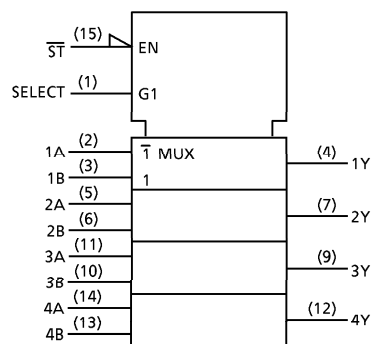 (15)
S̅T̅ EN
(1)
SELECT G1
(2)
1A 1̅ MUX (4) 1Y
(3)
1B 1
(5)
2A (7) 2Y
(6)
2B
(11)
3A (9) 3Y
(10)
3B
(14)
4A (12) 4Y
(13)
4B